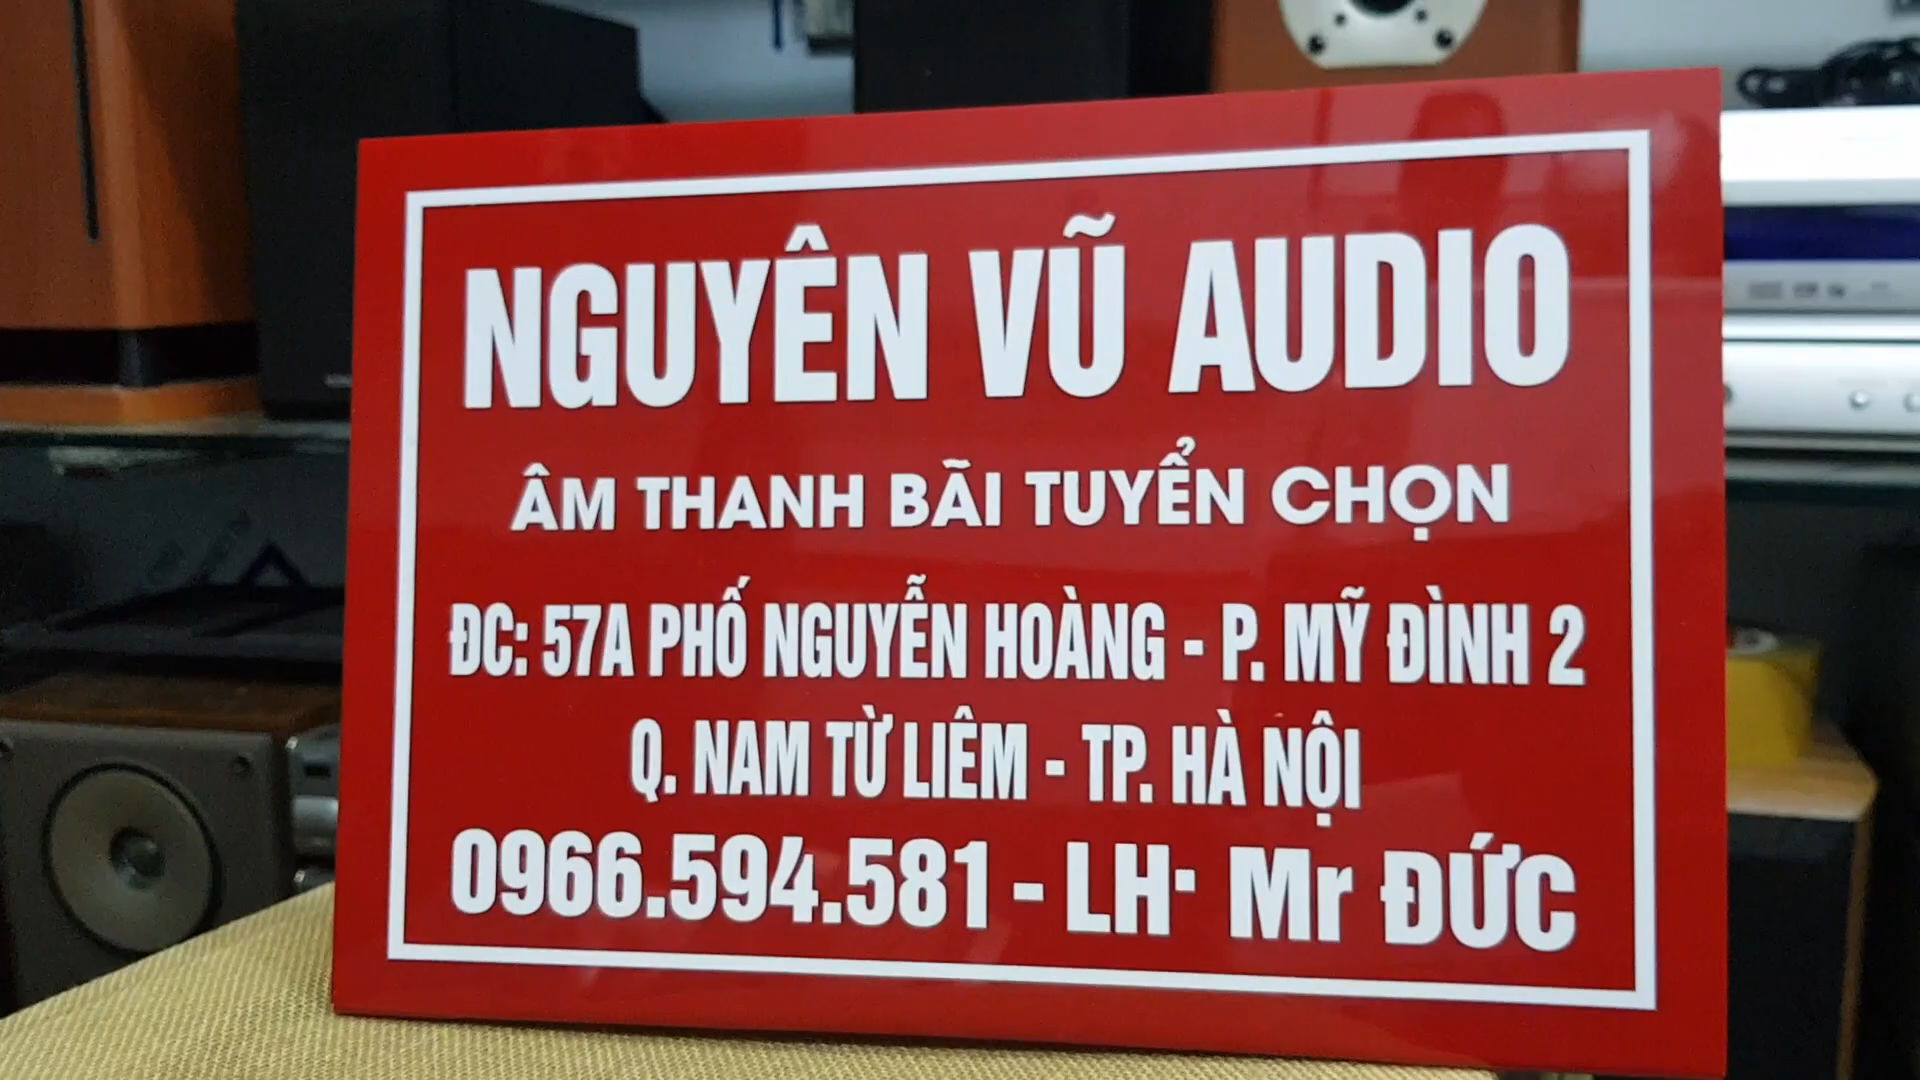 NGUYÊN VŨ AUDIO
ÂM THANH BÃI TUYỂN CHỌN
ĐC: 57A PHỐ NGUYỄN HOÀNG - P. MỸ ĐÌNH 2
Q. NAM TỪ LIÊM - TP. HÀ NỘI
0966.594.581 - LH· Mr ĐỨC